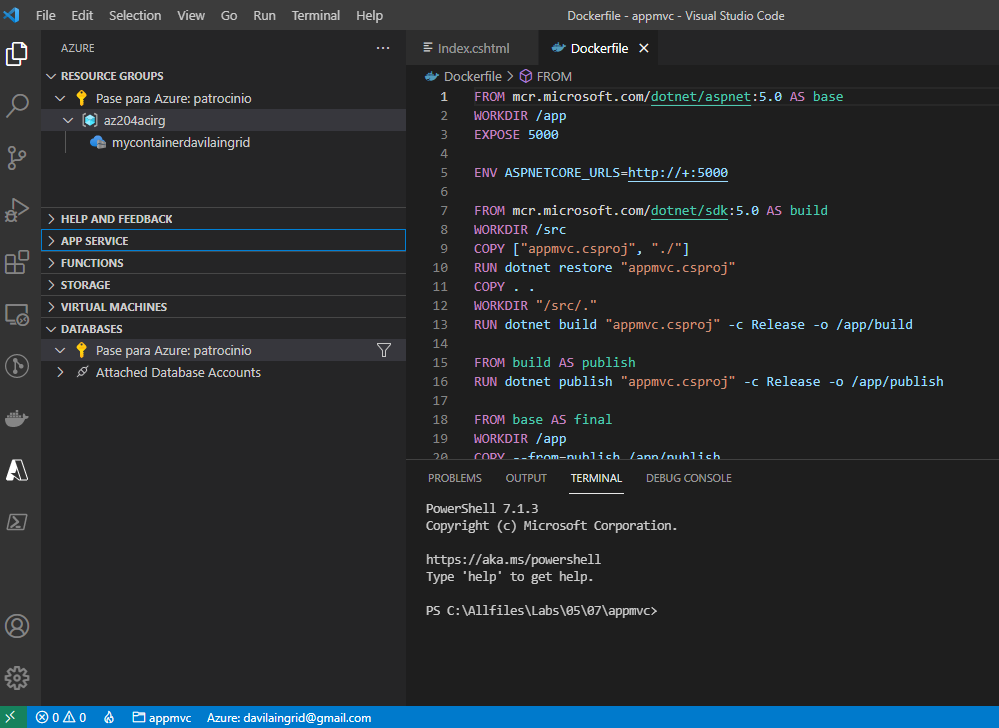 File Edit Selection View Go Run Terminal Help Dockerfile - appmvc - Visual Studio Code
AZURE ···
RESOURCE GROUPS
Pase para Azure: patrocinio
az204acirg
mycontainerdavilaingrid
HELP AND FEEDBACK
APP SERVICE
FUNCTIONS
STORAGE
VIRTUAL MACHINES
DATABASES
Pase para Azure: patrocinio
Attached Database Accounts
Index.cshtml Dockerfile
Dockerfile > FROM
1 FROM mcr.microsoft.com/dotnet/aspnet:5.0 AS base
2 WORKDIR /app
3 EXPOSE 5000
4
5 ENV ASPNETCORE_URLS=http://+:5000
6
7 FROM mcr.microsoft.com/dotnet/sdk:5.0 AS build
8 WORKDIR /src
9 COPY ["appmvc.csproj", "./"]
10 RUN dotnet restore "appmvc.csproj"
11 COPY . .
12 WORKDIR "/src/."
13 RUN dotnet build "appmvc.csproj" -c Release -o /app/build
14
15 FROM build AS publish
16 RUN dotnet publish "appmvc.csproj" -c Release -o /app/publish
17
18 FROM base AS final
19 WORKDIR /app
20 COPY --from=publish /app/publish
PROBLEMS OUTPUT TERMINAL DEBUG CONSOLE
PowerShell 7.1.3
Copyright (c) Microsoft Corporation.
https://aka.ms/powershell
Type 'help' to get help.
PS C:\Allfiles\Labs\05\07\appmvc>
0 0 appmvc Azure: davilaingrid@gmail.com